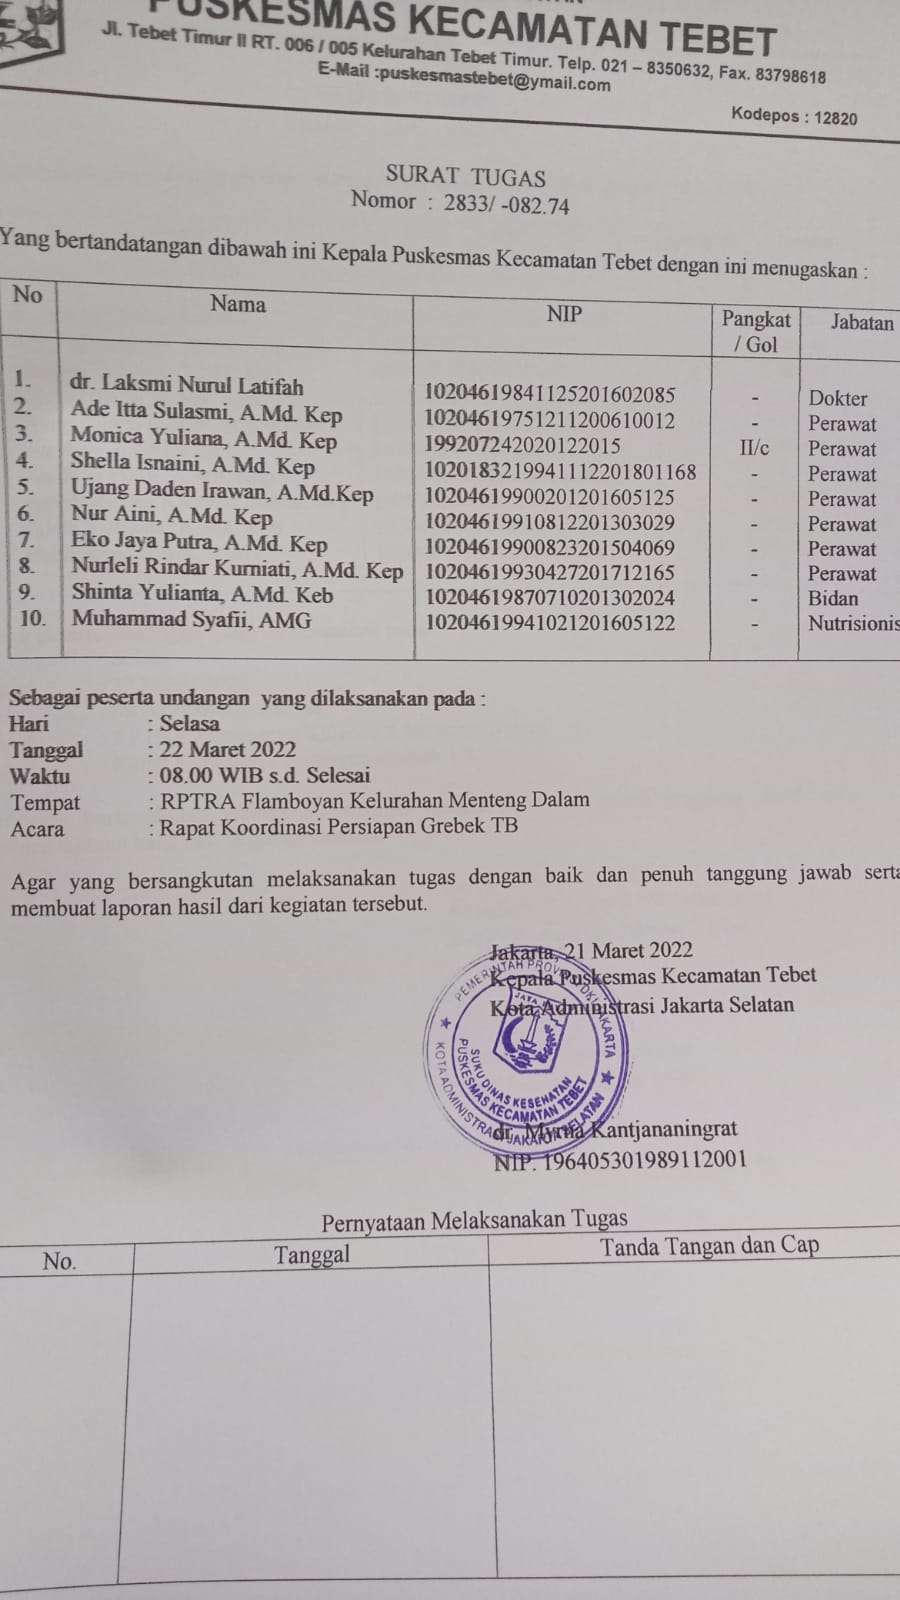 PUSKESMAS KECAMATAN TEBET
Jl. Tebet Timur II RT. 006 / 005 Kelurahan Tebet Timur. Telp. 021 – 8350632, Fax. 83798618
E-Mail :puskesmastebet@ymail.com
Kodepos : 12820
SURAT TUGAS
Nomor : 2833/ -082.74
Yang bertandatangan dibawah ini Kepala Puskesmas Kecamatan Tebet dengan ini menugaskan :
No Nama NIP Pangkat / Gol Jabatan
1. dr. Laksmi Nurul Latifah 10204619841125201602085 - Dokter
2. Ade Itta Sulasmi, A.Md. Kep 10204619751211200610012 - Perawat
3. Monica Yuliana, A.Md. Kep 199207242020122015 II/c Perawat
4. Shella Isnaini, A.Md. Kep 1020183219941112201801168 - Perawat
5. Ujang Daden Irawan, A.Md.Kep 10204619900201201605125 - Perawat
6. Nur Aini, A.Md. Kep 10204619910812201303029 - Perawat
7. Eko Jaya Putra, A.Md. Kep 10204619900823201504069 - Perawat
8. Nurleli Rindar Kurniati, A.Md. Kep 10204619930427201712165 - Perawat
9. Shinta Yulianta, A.Md. Keb 10204619870710201302024 - Bidan
10. Muhammad Syafii, AMG 10204619941021201605122 - Nutrisionis
Sebagai peserta undangan yang dilaksanakan pada :
Hari : Selasa
Tanggal : 22 Maret 2022
Waktu : 08.00 WIB s.d. Selesai
Tempat : RPTRA Flamboyan Kelurahan Menteng Dalam
Acara : Rapat Koordinasi Persiapan Grebek TB
Agar yang bersangkutan melaksanakan tugas dengan baik dan penuh tanggung jawab serta
membuat laporan hasil dari kegiatan tersebut.
Jakarta, 21 Maret 2022
Kepala Puskesmas Kecamatan Tebet
Kota Administrasi Jakarta Selatan
PEMERINTAH PROVINSI DKI JAKARTA
JAYA
SUKU DINAS KESEHATAN
PUSKESMAS KECAMATAN TEBET
KOTA ADMINISTRASI JAKARTA SELATAN
dr. Myrna Kantjananingrat
NIP. 196405301989112001
Pernyataan Melaksanakan Tugas
No. Tanggal Tanda Tangan dan Cap